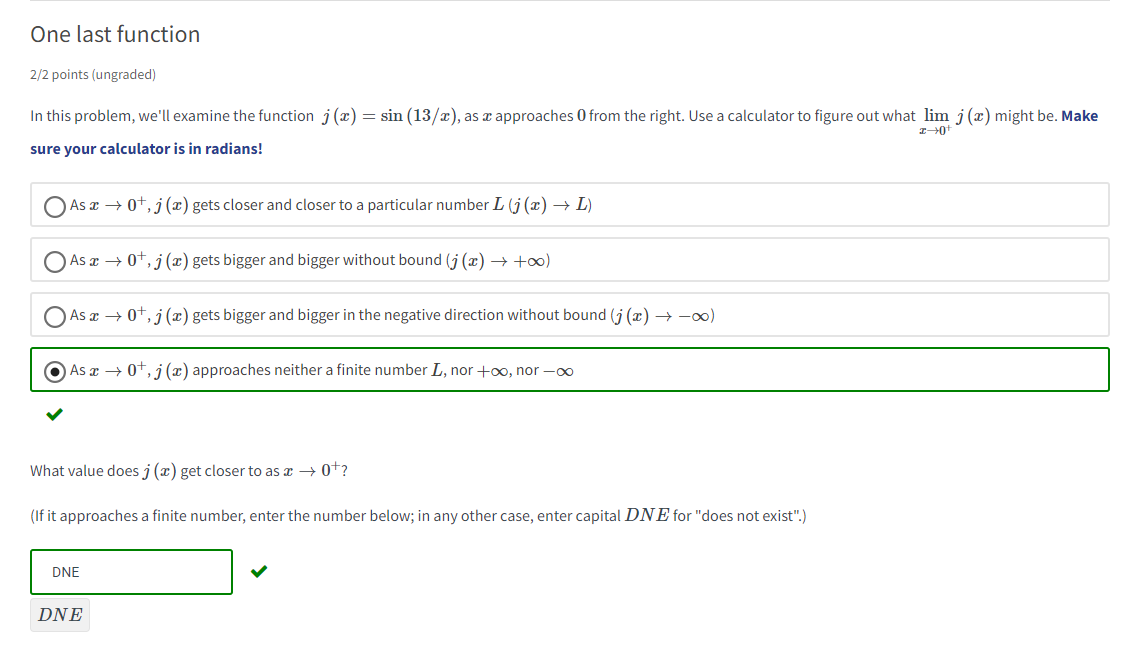 One last function
2/2 points (ungraded)
In this problem, we'll examine the function j (x) = sin (13/x), as x approaches 0 from the right. Use a calculator to figure out what lim x→0⁺ j (x) might be. Make
sure your calculator is in radians!
As x → 0⁺, j (x) gets closer and closer to a particular number L (j (x) → L)
As x → 0⁺, j (x) gets bigger and bigger without bound (j (x) → +∞)
As x → 0⁺, j (x) gets bigger and bigger in the negative direction without bound (j (x) → −∞)
As x → 0⁺, j (x) approaches neither a finite number L, nor +∞, nor −∞
What value does j (x) get closer to as x → 0⁺?
(If it approaches a finite number, enter the number below; in any other case, enter capital DNE for "does not exist".)
DNE
DNE